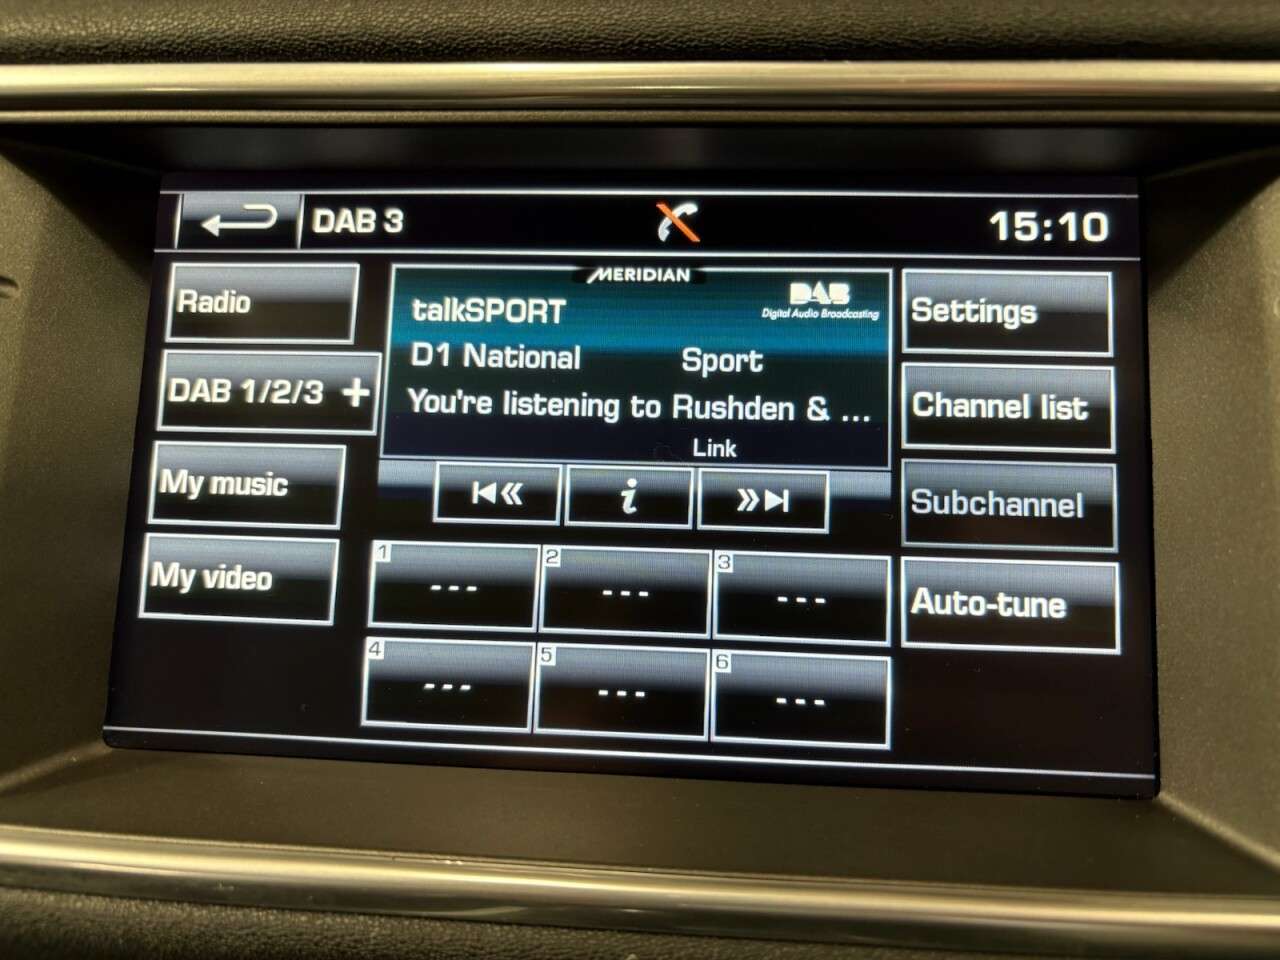 DAB 3
15:10
Radio
DAB 1/2/3 +
My music
My video
MERIDIAN
DAB
Digital Audio Broadcasting
talkSPORT
D1 National Sport
You're listening to Rushden & ...
Link
i
1 ---
2 ---
3 ---
4 ---
5 ---
6 ---
Settings
Channel list
Subchannel
Auto-tune